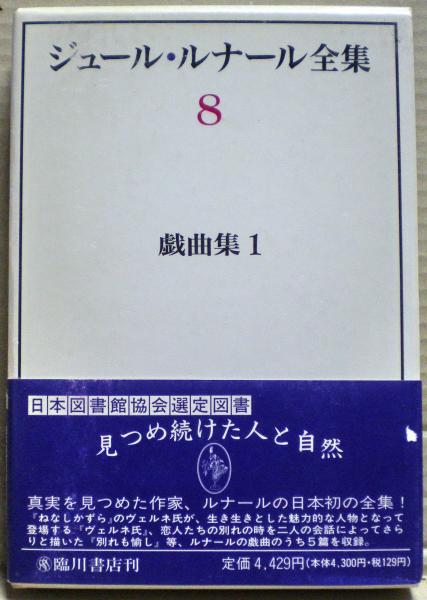 ジュール・ルナール全集
8
戯曲集1
日本図書館協会選定図書
見つめ続けた人と自然
真実を見つめた作家、ルナールの日本初の全集！
『ねなしかずら』のヴェルネ氏が、生き生きとした魅力的な人物となって
登場する『ヴェルネ氏』、恋人たちの別れの時を二人の会話によってさら
りと描いた『別れも愉し』等、ルナールの戯曲のうち5篇を収録。
臨川書店刊
定価 4,429円(本体4,300円・税129円)